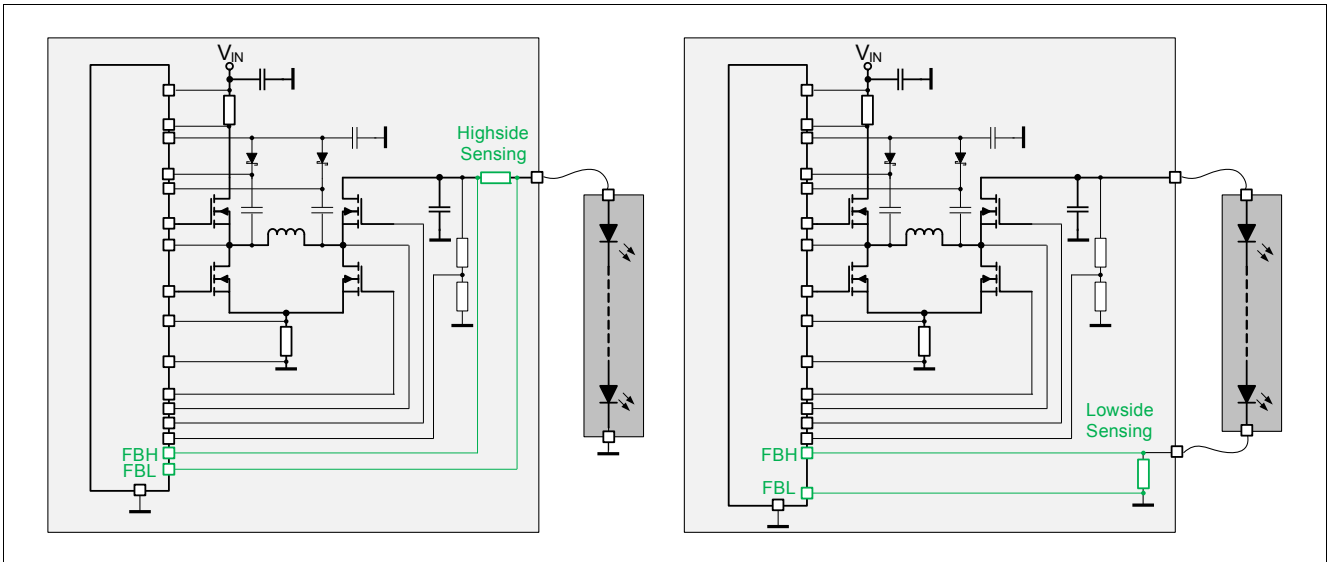 VIN
Highside
Sensing
FBH
FBL
VIN
Lowside
Sensing
FBH
FBL